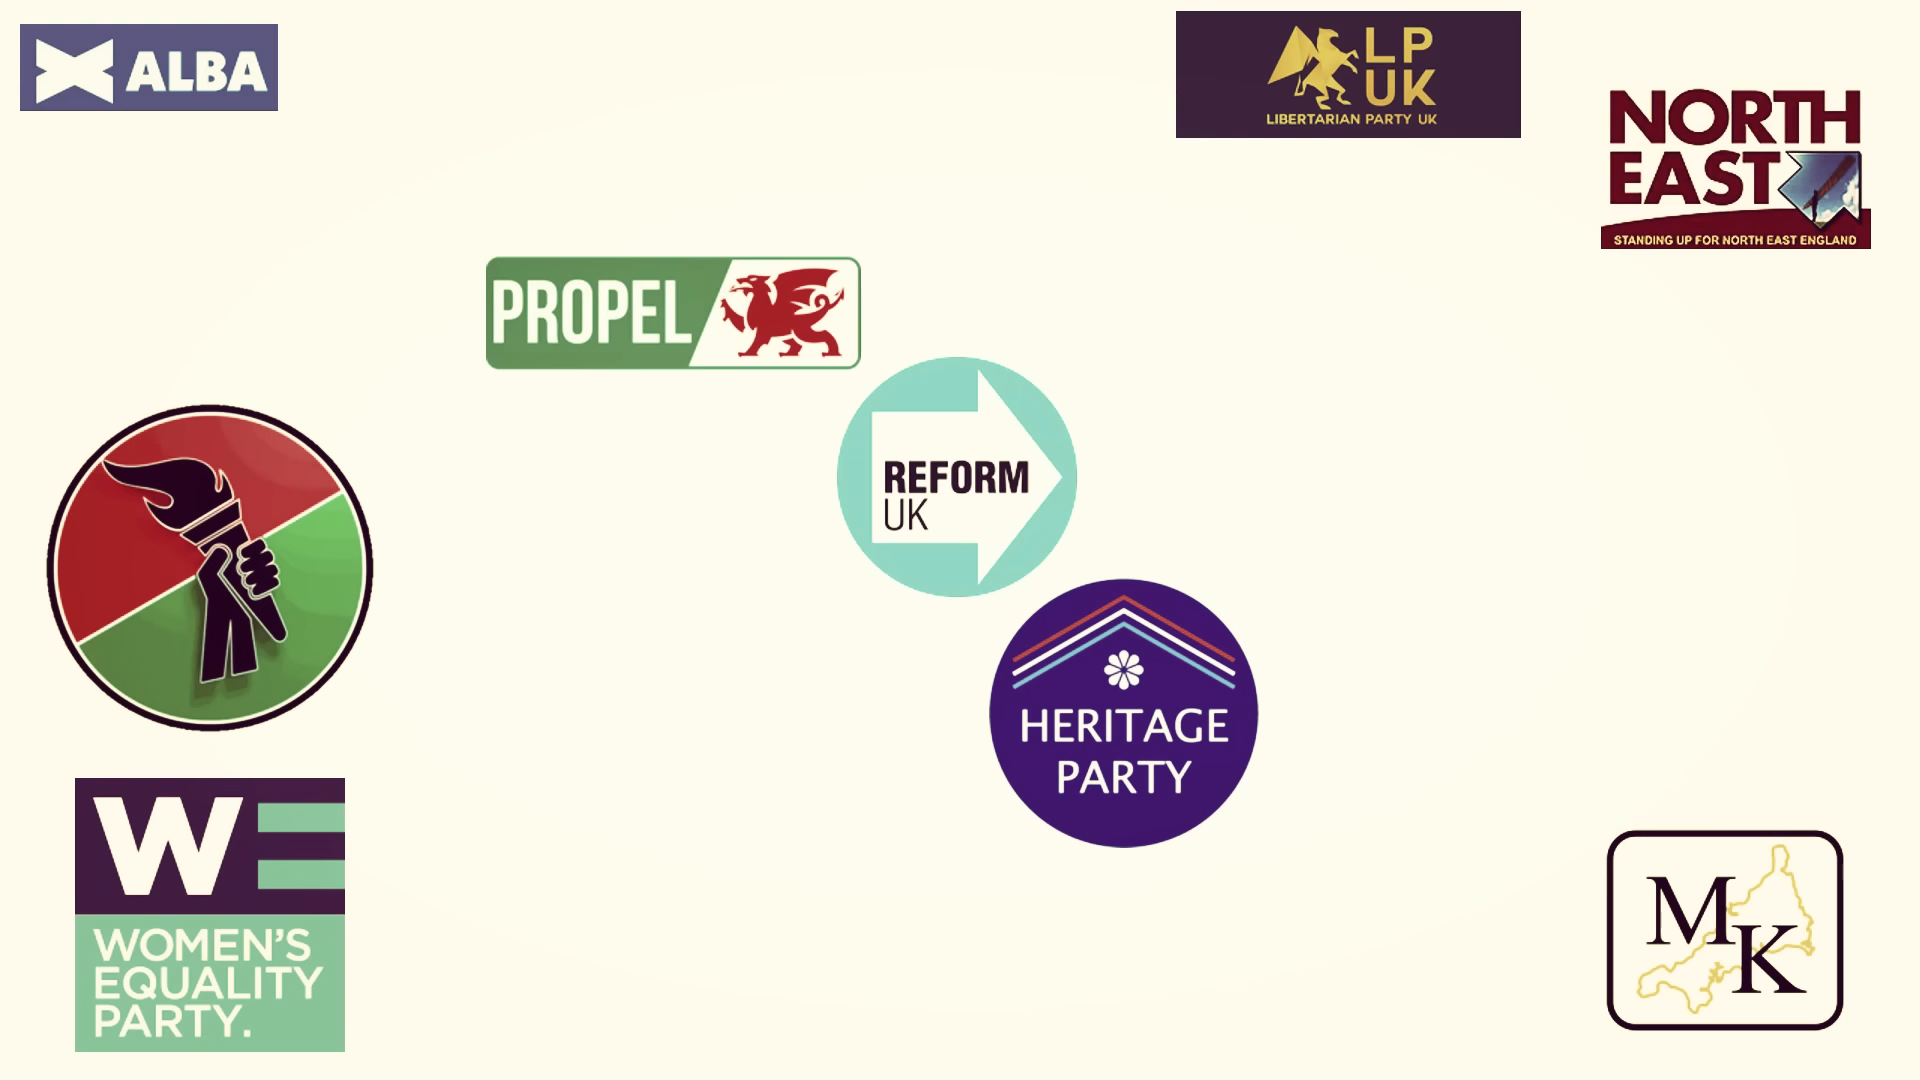 ALBA
LP
UK
LIBERTARIAN PARTY UK
NORTH
EAST
STANDING UP FOR NORTH EAST ENGLAND
PROPEL
REFORM
UK
HERITAGE
PARTY
WE
WOMEN'S
EQUALITY
PARTY.
MK